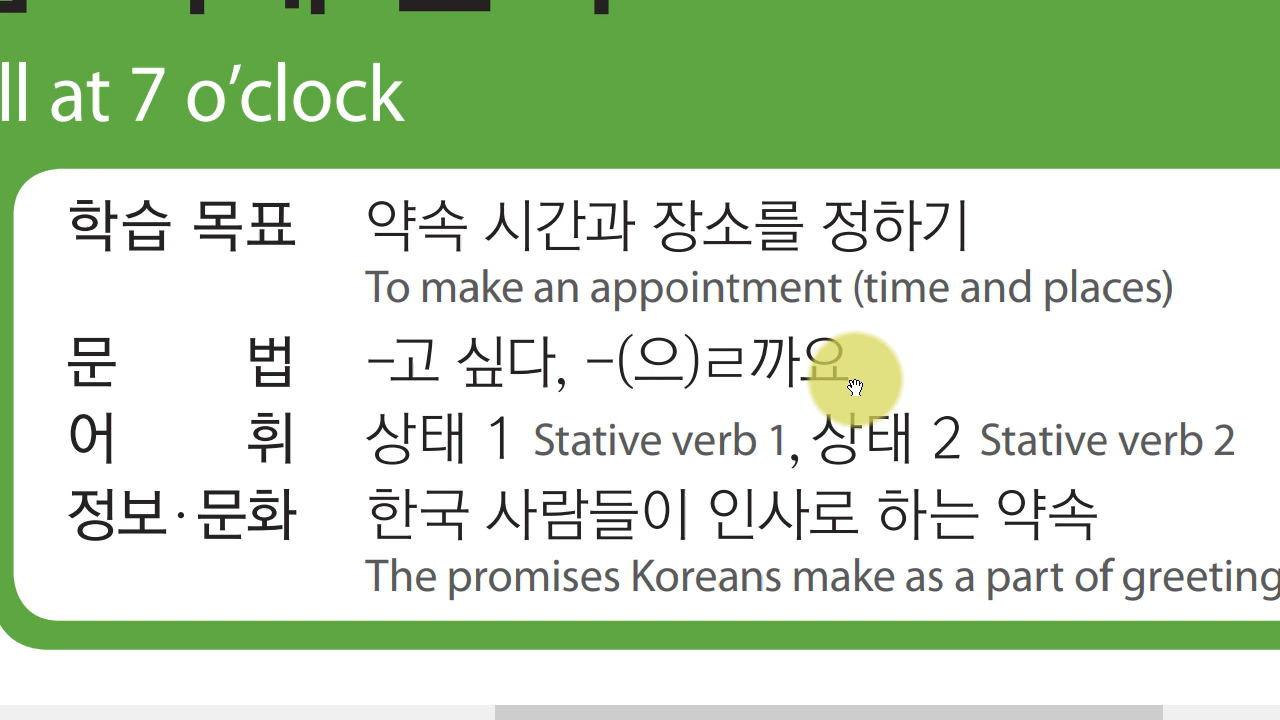 ll at 7 o’clock
학습 목표 약속 시간과 장소를 정하기
To make an appointment (time and places)
문 법 –고 싶다, –(으)ㄹ까요
어 휘 상태 1 Stative verb 1, 상태 2 Stative verb 2
정보·문화 한국 사람들이 인사로 하는 약속
The promises Koreans make as a part of greeting